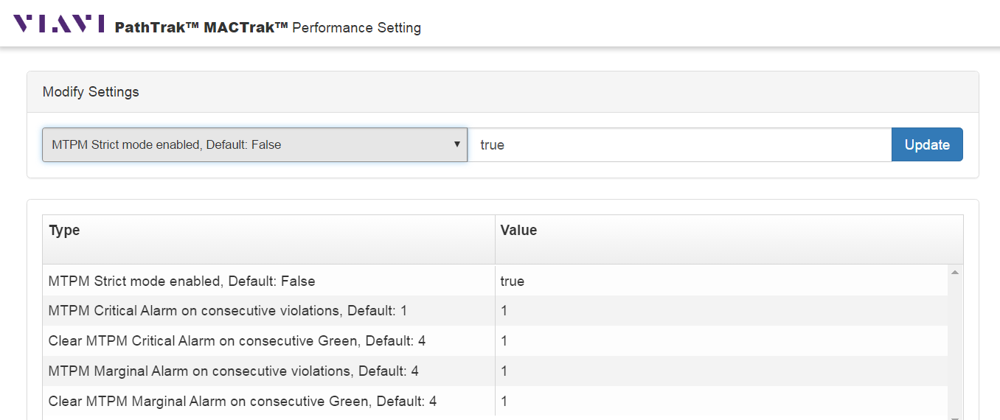 VIAVI PathTrak™ MACTrak™ Performance Setting
Modify Settings
MTPM Strict mode enabled, Default: False true Update
Type Value
MTPM Strict mode enabled, Default: False true
MTPM Critical Alarm on consecutive violations, Default: 1 1
Clear MTPM Critical Alarm on consecutive Green, Default: 4 1
MTPM Marginal Alarm on consecutive violations, Default: 4 1
Clear MTPM Marginal Alarm on consecutive Green, Default: 4 1